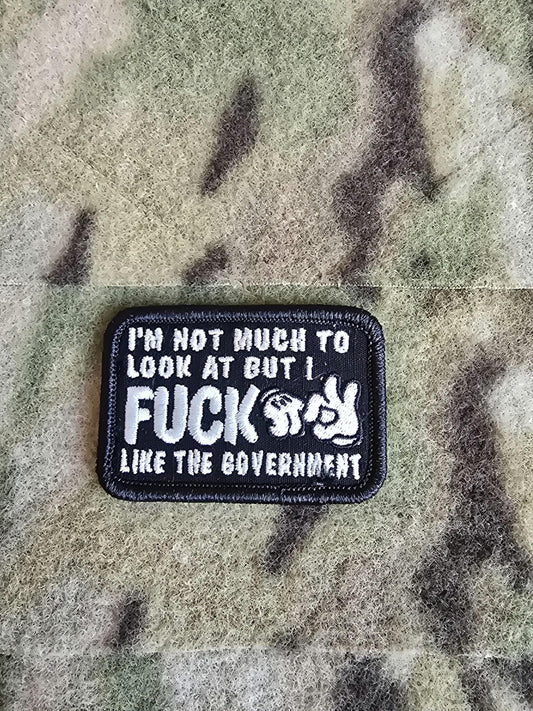 I'M NOT MUCH TO
LOOK AT BUT I
FUCK
LIKE THE GOVERNMENT